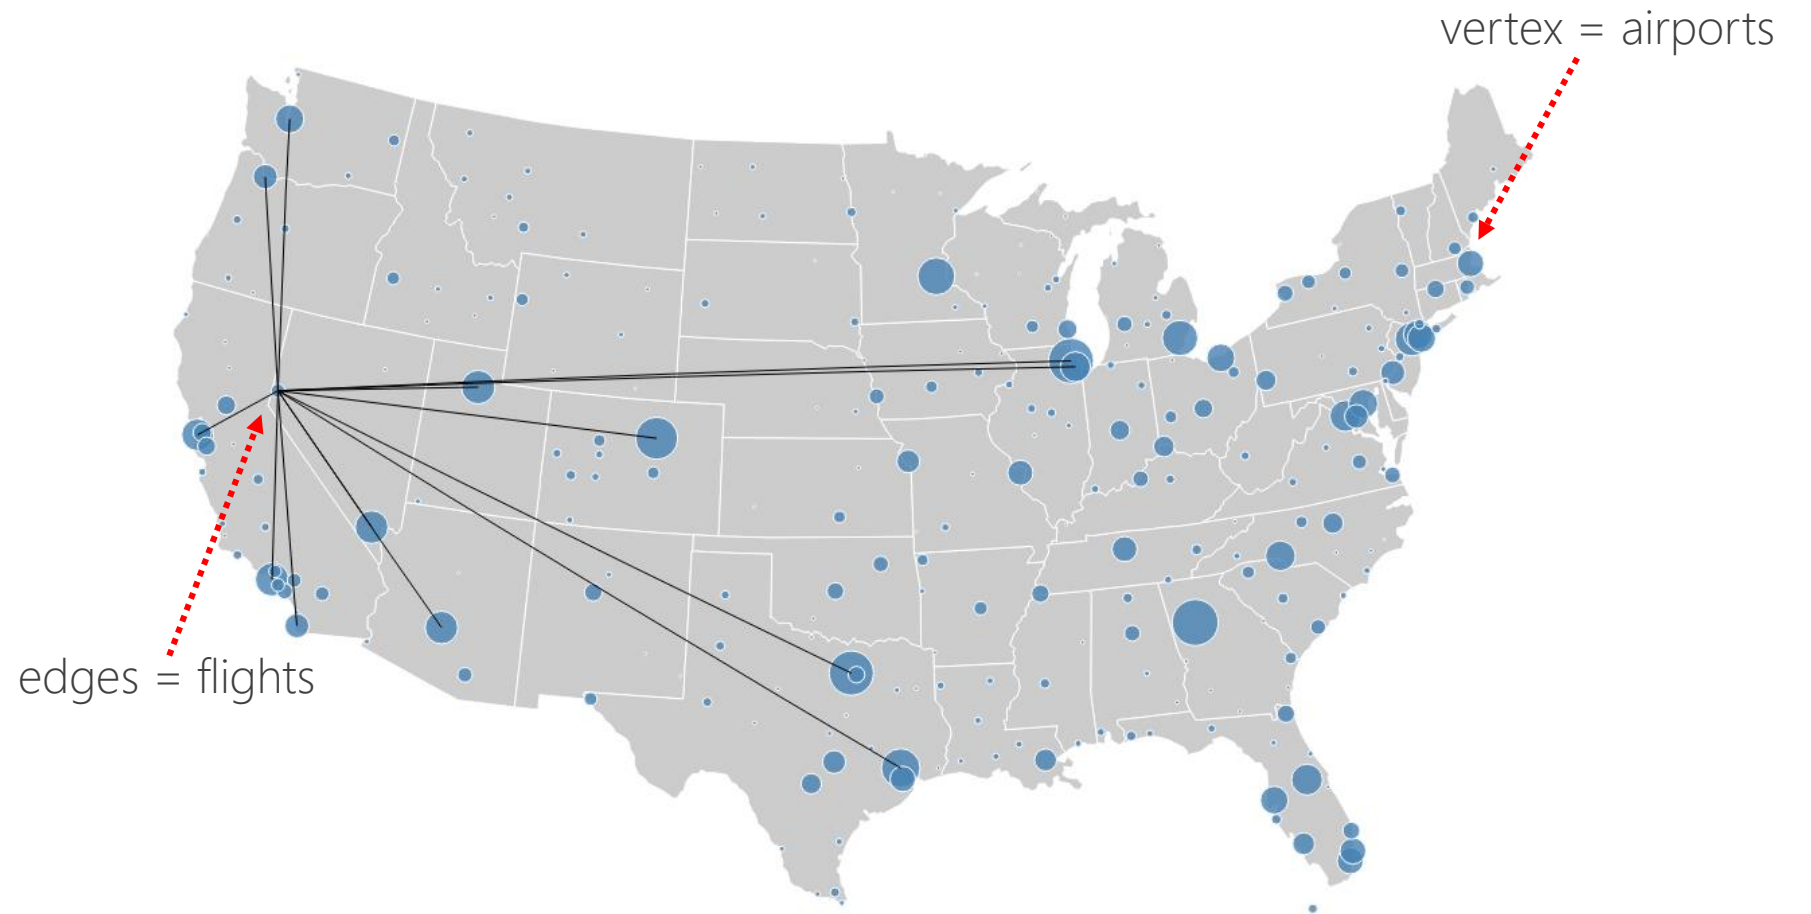 vertex = airports
edges = flights